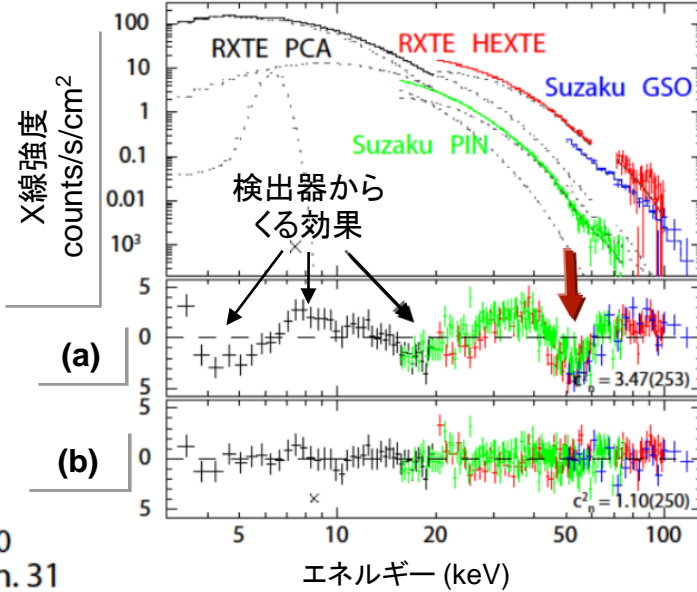 100
10
1
0.1
0.01
10³
X線強度
counts/s/cm²
RXTE PCA
RXTE HEXTE
Suzaku GSO
Suzaku PIN
検出器から
くる効果
(a)
5
0
5
c²n = 3.47(253)
(b)
5
0
5
c²n = 1.10(250)
5
10
20
50
100
エネルギー (keV)
0
n. 31